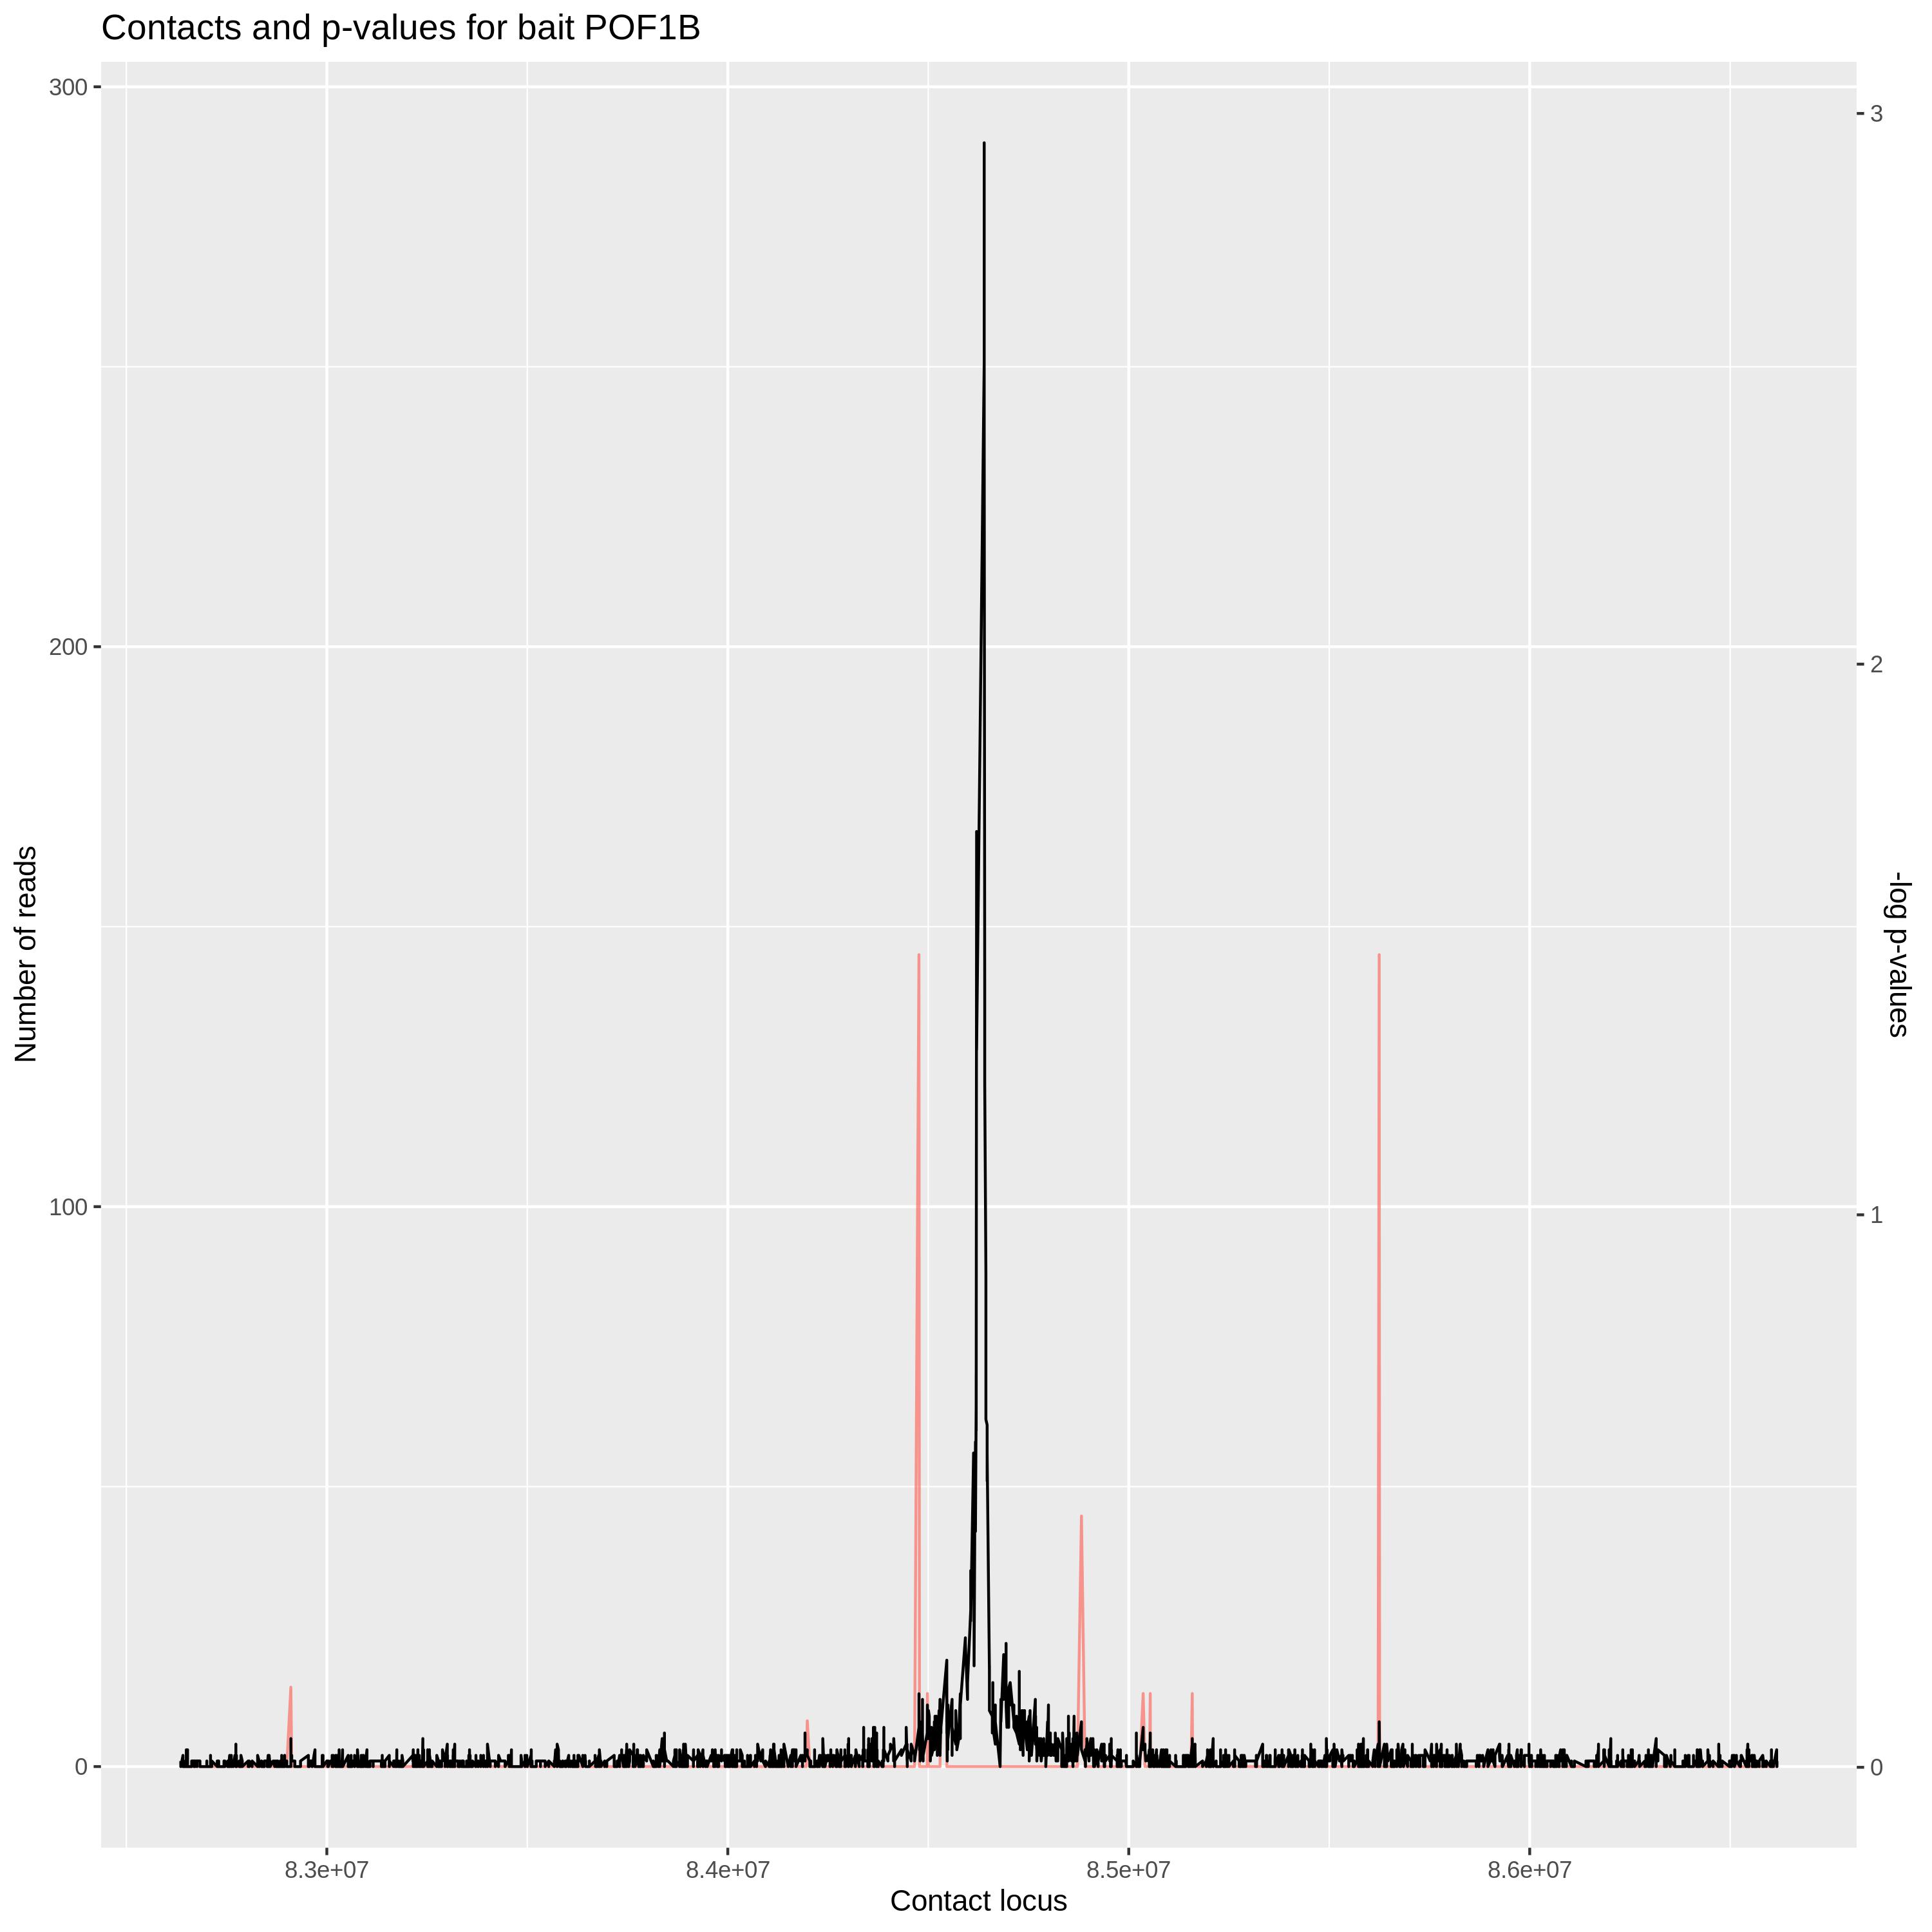 Contacts and p-values for bait POF1B
300
200
100
0
Number of reads
3
2
1
0
-log p-values
8.3e+07 8.4e+07 8.5e+07 8.6e+07
Contact locus